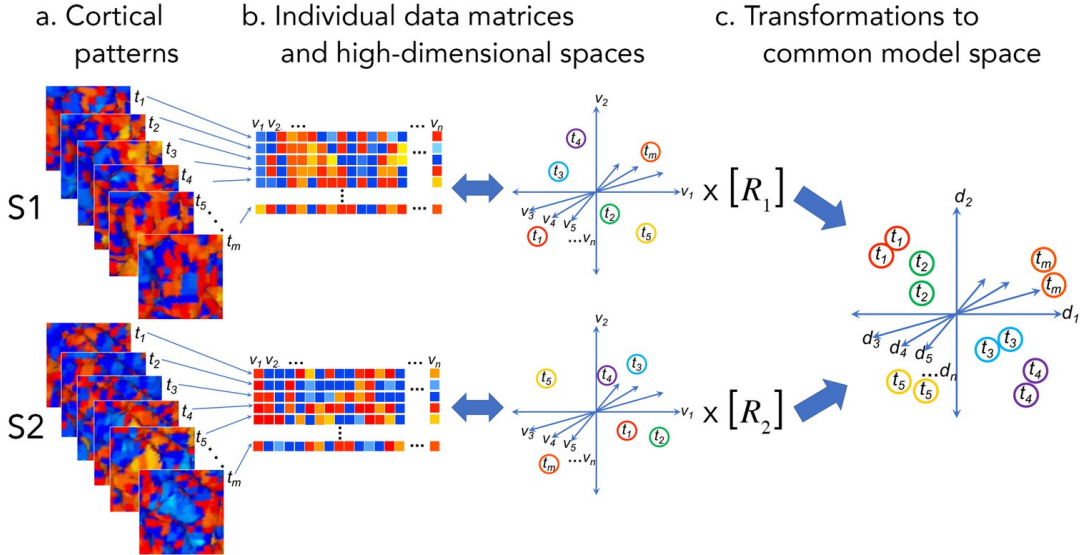 a. Cortical
patterns
b. Individual data matrices
and high-dimensional spaces
c. Transformations to
common model space
S1
t1
t2
t3
t4
t5
tm
v1 v2 ... ... vn
...
...
v2
t4
tm
t3
v1
v3
v4
v5
t2
t1
...vn
t5
x [R1]
S2
t1
t2
t3
t4
t5
tm
v1 v2 ... ... vn
...
...
v2
t3
t5
t4
v1
v3
v4
v5
t1
t2
tm
...vn
x [R2]
d2
t1
t1
t2
tm
t2
tm
d1
d3
d4
d5
t3
t3
...dn
t4
t5
t5
t4